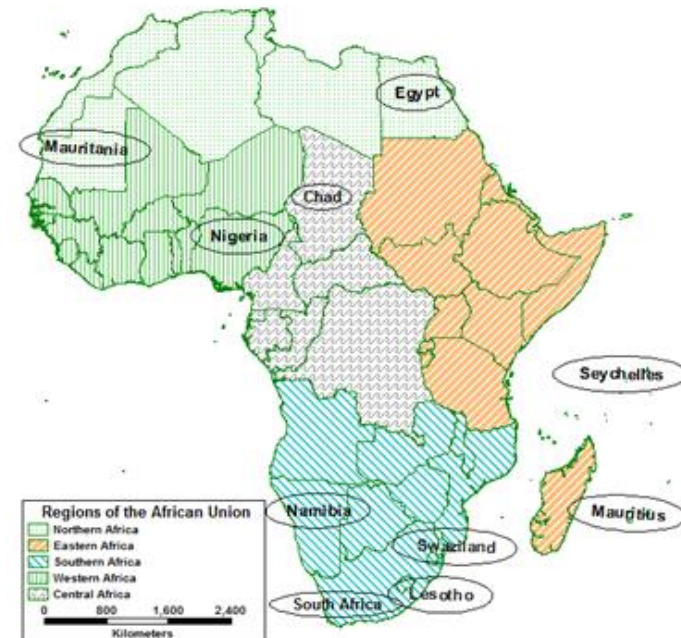 Egypt
Mauritania
Chad
Nigeria
Seychelles
Namibia
Mauritius
Swaziland
South Africa
Lesotho
Regions of the African Union
Northern Africa
Eastern Africa
Southern Africa
Western Africa
Central Africa
0 800 1,600 2,400
Kilometers